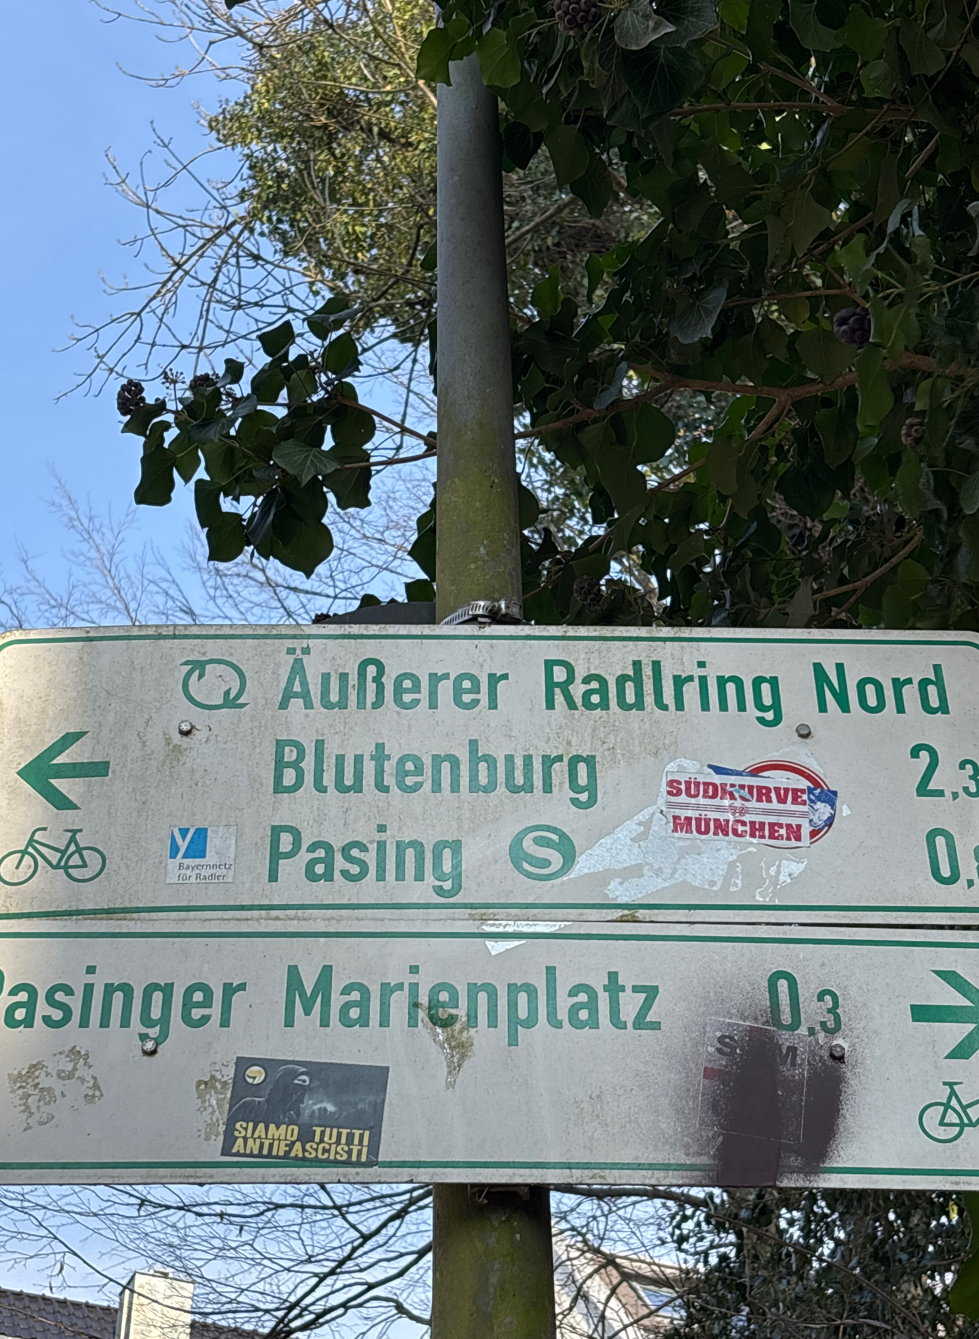 Äußerer Radlring Nord
Blutenburg 2,3
Pasing S 0,
SÜDKURVE
MÜNCHEN
Bayernnetz
für Radler
Pasinger Marienplatz 0,3
SIAMO TUTTI
ANTIFASCISTI